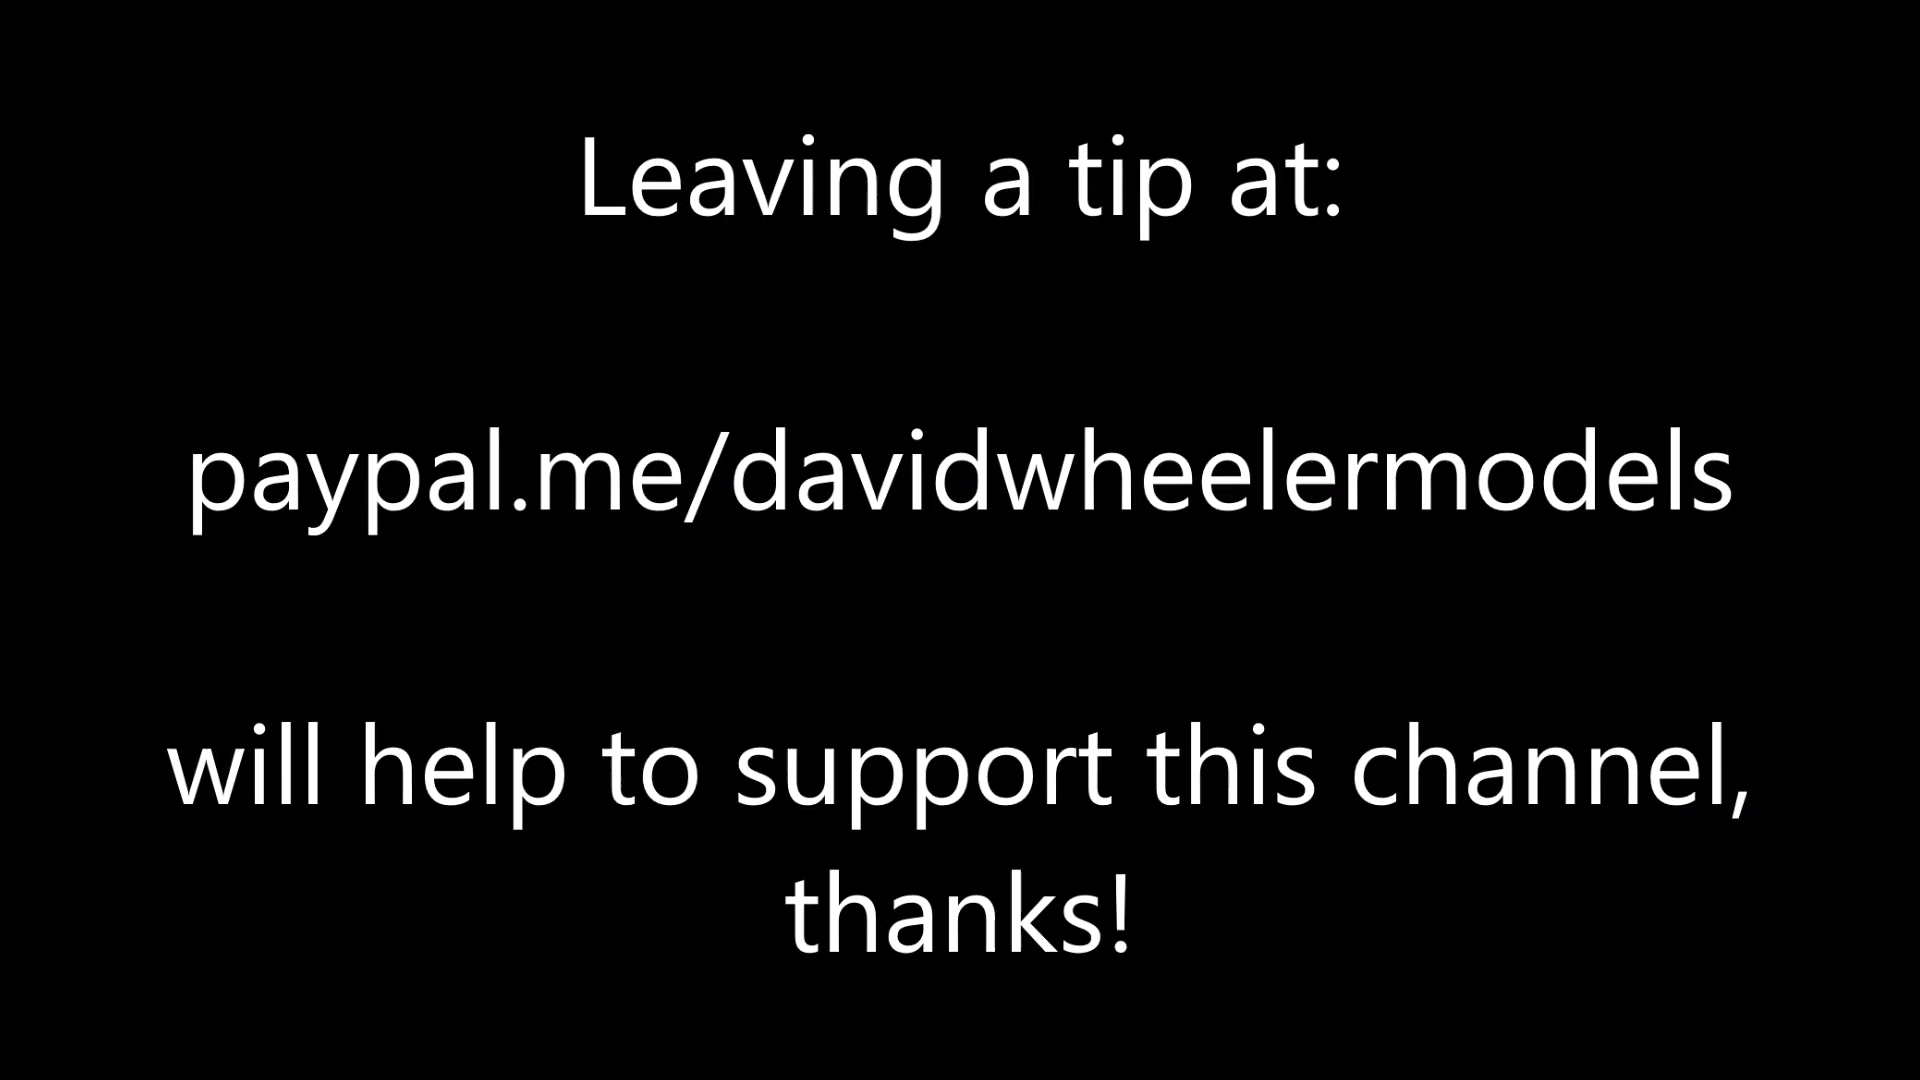 Leaving a tip at:
paypal.me/davidwheelermodels
will help to support this channel,
thanks!